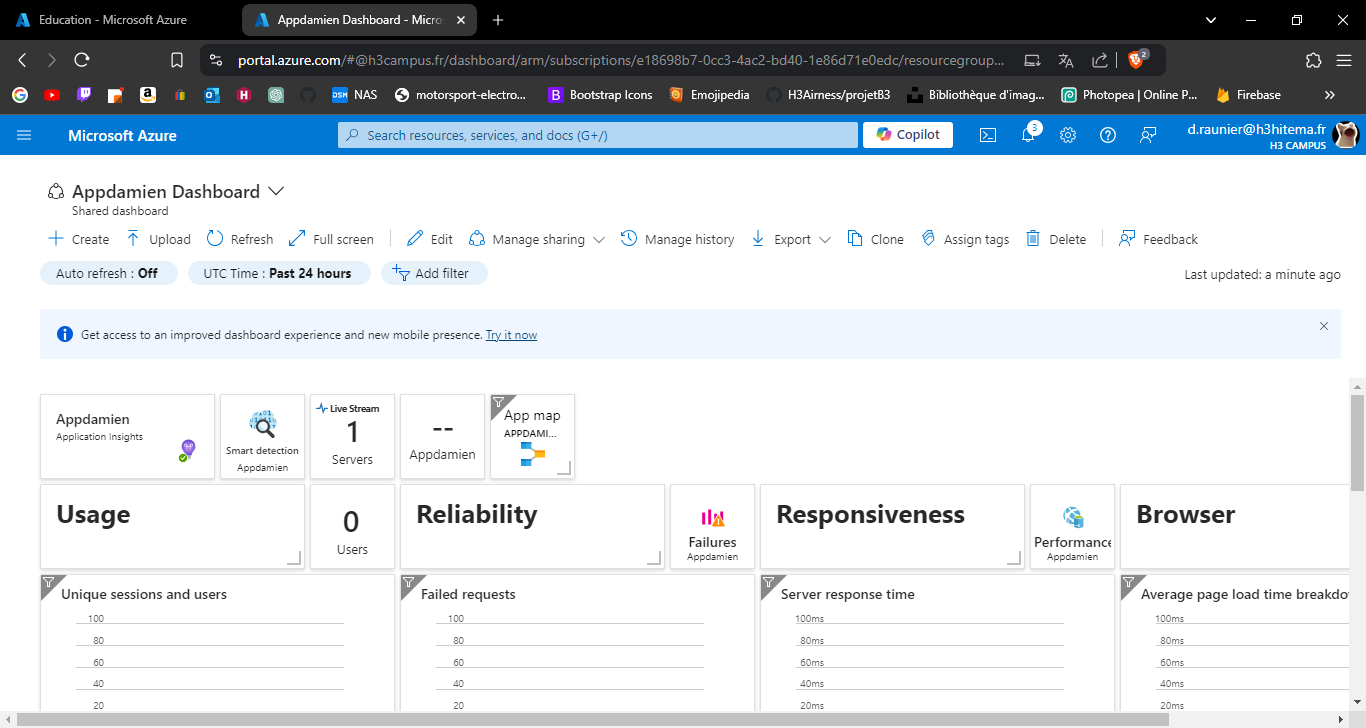 Education - Microsoft Azure
Appdamien Dashboard - Micro
portal.azure.com/#@h3campus.fr/dashboard/arm/subscriptions/e18698b7-0cc3-4ac2-bd40-1e86d71e0edc/resourcegroup...
2
NAS
motorsport-electro...
Bootstrap Icons
Emojipedia
H3Airness/projetB3
Bibliothèque d'imag...
Photopea | Online P...
Firebase
Microsoft Azure
Search resources, services, and docs (G+/)
Copilot
3
d.raunier@h3hitema.fr
H3 CAMPUS
Appdamien Dashboard
Shared dashboard
Create
Upload
Refresh
Full screen
Edit
Manage sharing
Manage history
Export
Clone
Assign tags
Delete
Feedback
Auto refresh : Off
UTC Time : Past 24 hours
Add filter
Last updated: a minute ago
Get access to an improved dashboard experience and new mobile presence. Try it now
Appdamien
Application Insights
Smart detection
Appdamien
Live Stream
1
Servers
--
Appdamien
App map
APPDAMI...
Usage
0
Users
Reliability
Failures
Appdamien
Responsiveness
Performance
Appdamien
Browser
Unique sessions and users
100
80
60
40
20
Failed requests
100
80
60
40
20
Server response time
100ms
80ms
60ms
40ms
20ms
Average page load time breakdo
100ms
80ms
60ms
40ms
20ms